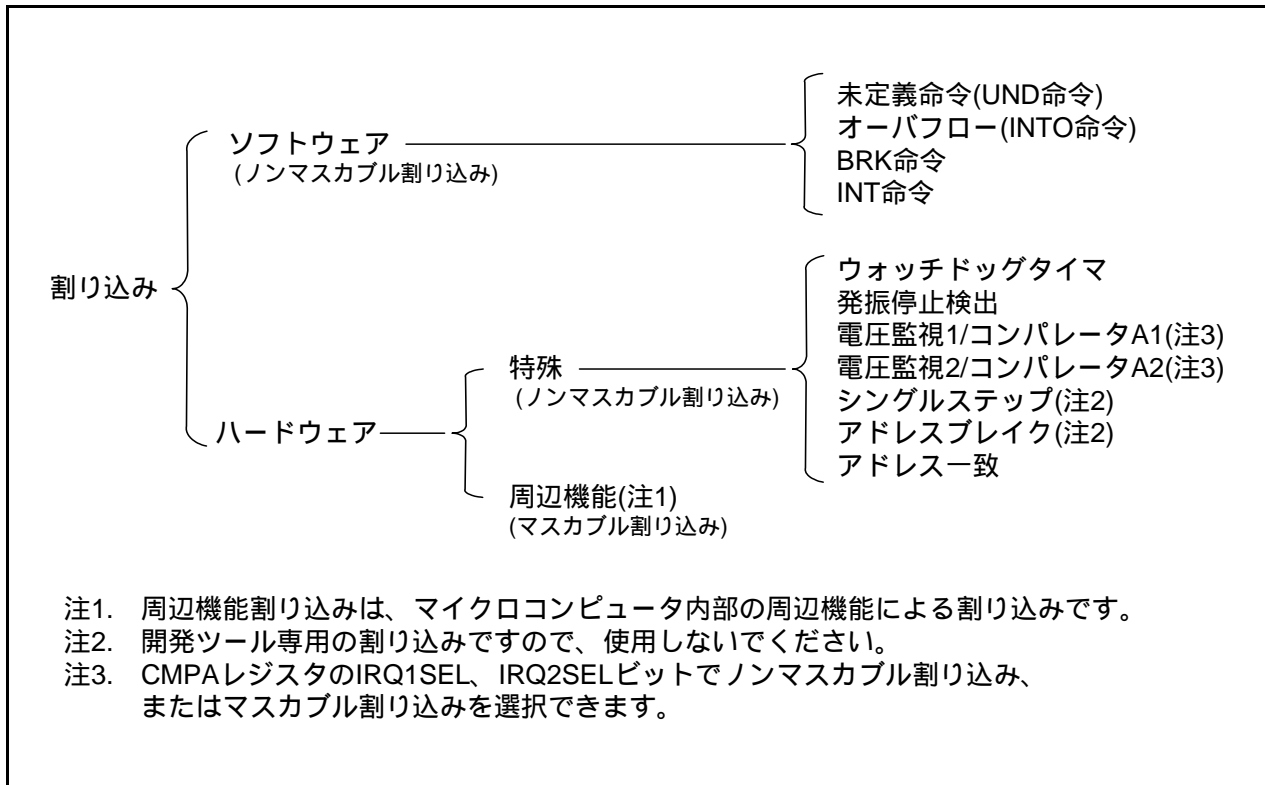 未定義命令(UND命令)
オーバフロー(INTO命令)
BRK命令
INT命令
ソフトウェア
(ノンマスカブル割り込み)
割り込み
ウォッチドッグタイマ
発振停止検出
電圧監視1/コンパレータA1(注3)
電圧監視2/コンパレータA2(注3)
シングルステップ(注2)
アドレスブレイク(注2)
アドレス一致
特殊
(ノンマスカブル割り込み)
ハードウェア
周辺機能(注1)
(マスカブル割り込み)
注1. 周辺機能割り込みは、マイクロコンピュータ内部の周辺機能による割り込みです。
注2. 開発ツール専用の割り込みですので、使用しないでください。
注3. CMPAレジスタのIRQ1SEL、IRQ2SELビットでノンマスカブル割り込み、
またはマスカブル割り込みを選択できます。